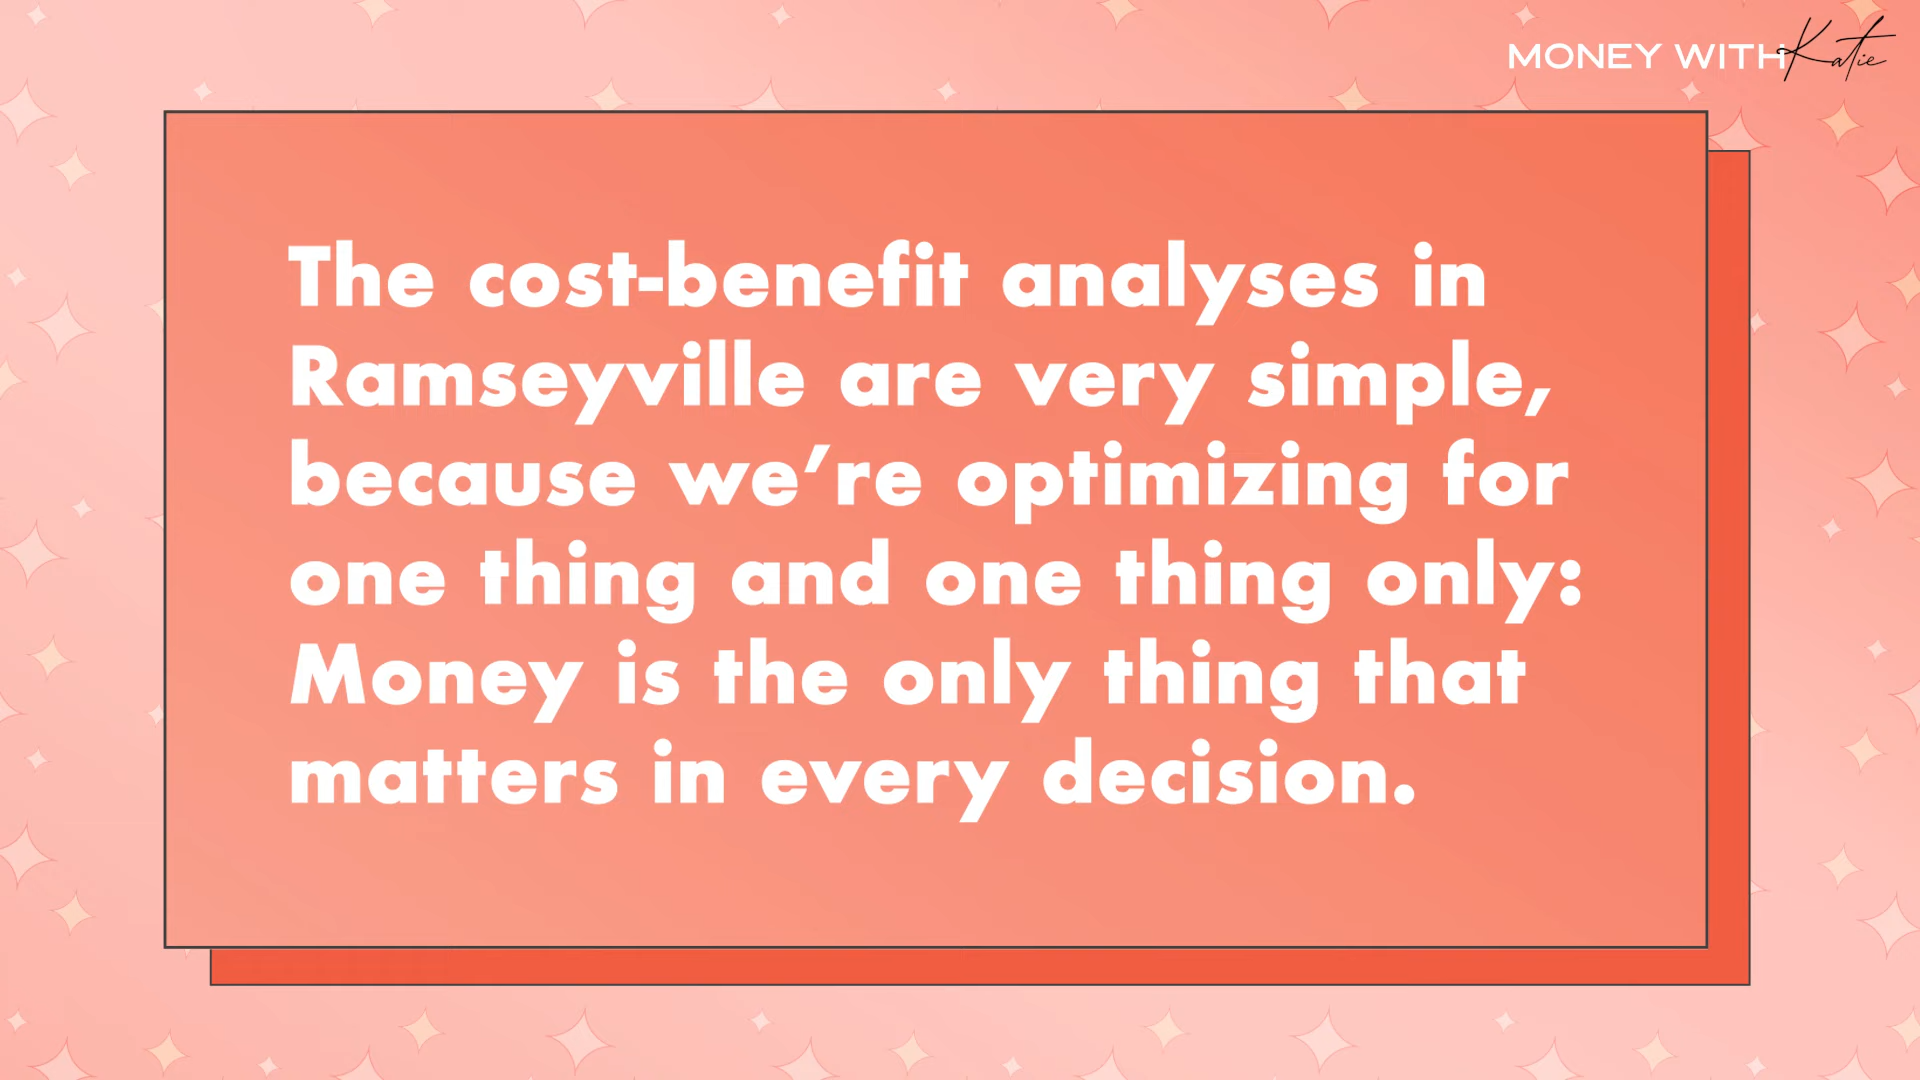 MONEY WITH Katie
The cost-benefit analyses in
Ramseyville are very simple,
because we’re optimizing for
one thing and one thing only:
Money is the only thing that
matters in every decision.